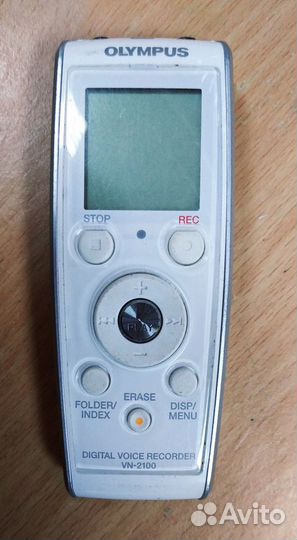 OLYMPUS
STOP REC
+
PLAY
−
FOLDER/ ERASE DISP/
INDEX MENU
DIGITAL VOICE RECORDER
VN-2100
Avito